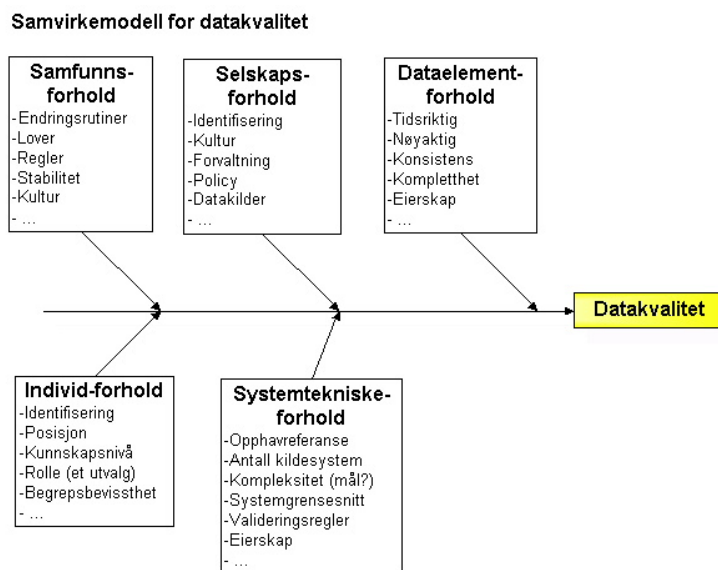 Samvirkemodell for datakvalitet
Samfunns-
forhold
-Endringsrutiner
-Lover
-Regler
-Stabilitet
-Kultur
- ...
Selskaps-
forhold
-Identifisering
-Kultur
-Forvaltning
-Policy
-Datakilder
- ...
Dataelement-
forhold
-Tidsriktig
-Nøyaktig
-Konsistens
-Kompletthet
-Eierskap
- ...
Datakvalitet
Individ-forhold
-Identifisering
-Posisjon
-Kunnskapsnivå
-Rolle (et utvalg)
-Begrepsbevissthet
- ...
Systemtekniske-
forhold
-Opphavreferanse
-Antall kildesystem
-Kompleksitet (mål?)
-Systemgrensesnitt
-Valideringsregler
-Eierskap
- ...